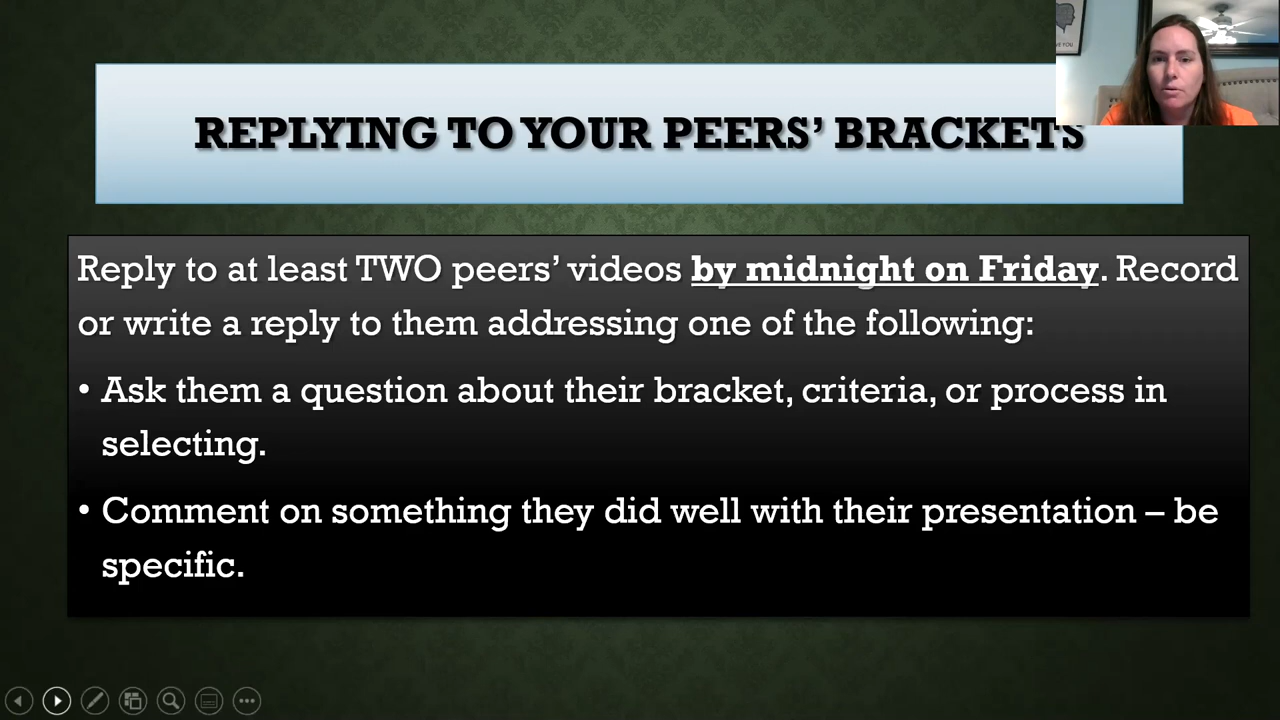 REPLYING TO YOUR PEERS’ BRACKETS
Reply to at least TWO peers’ videos by midnight on Friday. Record
or write a reply to them addressing one of the following:
• Ask them a question about their bracket, criteria, or process in
selecting.
• Comment on something they did well with their presentation – be
specific.